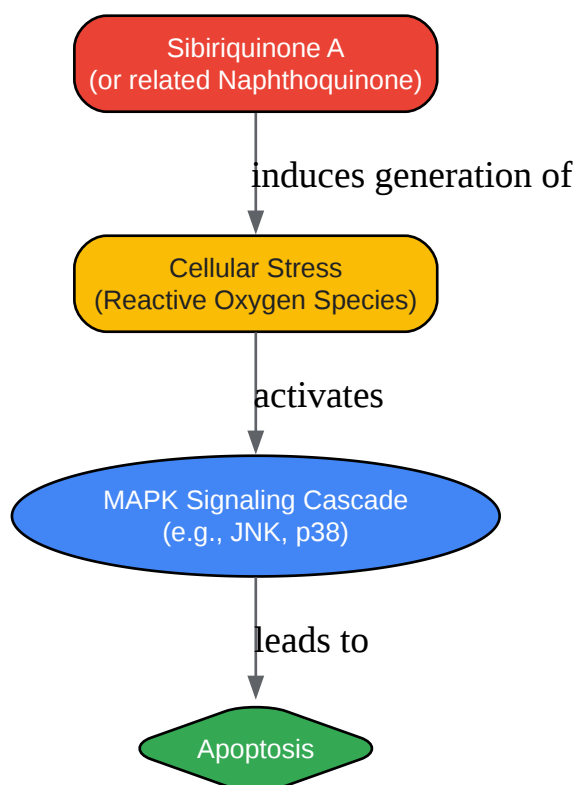 Sibiriquinone A
(or related Naphthoquinone)
induces generation of
Cellular Stress
(Reactive Oxygen Species)
activates
MAPK Signaling Cascade
(e.g., JNK, p38)
leads to
Apoptosis